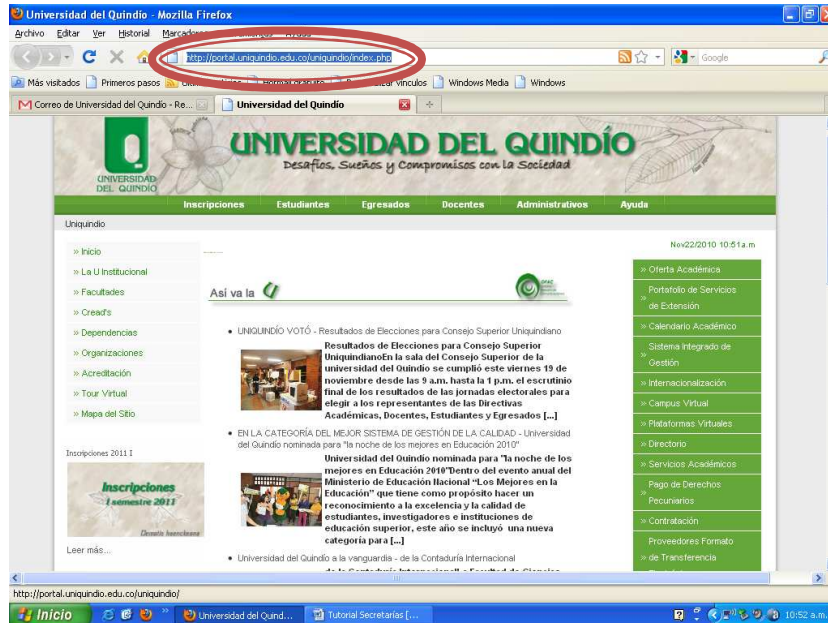 Universidad del Quindío - Mozilla Firefox
Archivo Editar Ver Historial
http://portal.uniquindio.edu.co/uniquindio/index.php
Google
Más visitados Primeros pasos Windows Media Windows
Correo de Universidad del Quindío - Re... Universidad del Quindío
UNIVERSIDAD DEL QUINDÍO
Desafíos, Sueños y Compromisos con la Sociedad
UNIVERSIDAD
DEL QUINDÍO
Inscripciones Estudiantes Egresados Docentes Administrativos Ayuda
Uniquindio
Nov22/2010 10:51a.m
» Inicio
» La U Institucional
» Facultades
» Cread's
» Dependencias
» Organizaciones
» Acreditación
» Tour Virtual
» Mapa del Sitio
Inscripciones 2011 I
Inscripciones
I semestre 2011
Leer más...
Así va la U
• UNIQUINDÍO VOTÓ - Resultados de Elecciones para Consejo Superior Uniquindiano
Resultados de Elecciones para Consejo Superior
UniquindianoEn la sala del Consejo Superior de la
universidad del Quindío se cumplió este viernes 19 de
noviembre desde las 9 a.m. hasta la 1 p.m. el escrutinio
final de los resultados de las jornadas electorales para
elegir a los representantes de las Directivas
Académicas, Docentes, Estudiantes y Egresados [...]
• EN LA CATEGORÍA DEL MEJOR SISTEMA DE GESTIÓN DE LA CALIDAD - Universidad
del Quindío nominada para "la noche de los mejores en Educación 2010"
Universidad del Quindío nominada para "la noche de los
mejores en Educación 2010"Dentro del evento anual del
Ministerio de Educación Nacional “Los Mejores en la
Educación” que tiene como propósito hacer un
reconocimiento a la excelencia y la calidad de
estudiantes, investigadores e instituciones de
educación superior, este año se incluyó una nueva
categoría para [...]
• Universidad del Quindío a la vanguardia - de la Contaduría Internacional
» Oferta Académica
» Portafolio de Servicios
de Extensión
» Calendario Académico
» Sistema Integrado de
Gestión
» Internacionalización
» Campus Virtual
» Plataformas Virtuales
» Directorio
» Servicios Académicos
» Pago de Derechos
Pecuniarios
» Contratación
» Proveedores Formato
de Transferencia
http://portal.uniquindio.edu.co/uniquindio/
Inicio Universidad del Quind... Tutorial Secretarías [... 10:52 a.m.